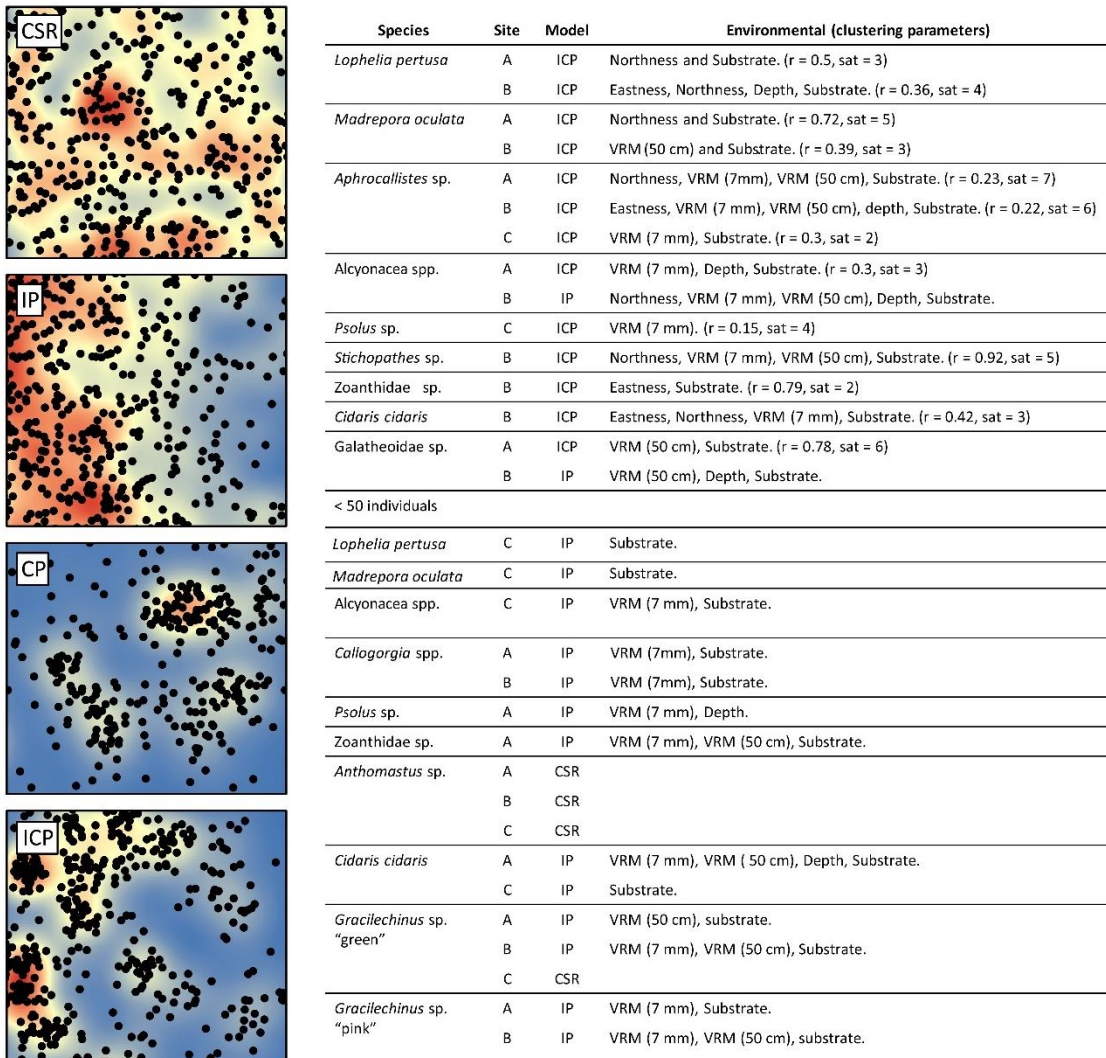 CSR
IP
CP
ICP
Species Site Model Environmental (clustering parameters)
Lophelia pertusa A ICP Northness and Substrate. (r = 0.5, sat = 3)
B ICP Eastness, Northness, Depth, Substrate. (r = 0.36, sat = 4)
Madrepora oculata A ICP Northness and Substrate. (r = 0.72, sat = 5)
B ICP VRM (50 cm) and Substrate. (r = 0.39, sat = 3)
Aphrocallistes sp. A ICP Northness, VRM (7mm), VRM (50 cm), Substrate. (r = 0.23, sat = 7)
B ICP Eastness, VRM (7 mm), VRM (50 cm), depth, Substrate. (r = 0.22, sat = 6)
C ICP VRM (7 mm), Substrate. (r = 0.3, sat = 2)
Alcyonacea spp. A ICP VRM (7 mm), Depth, Substrate. (r = 0.3, sat = 3)
B IP Northness, VRM (7 mm), VRM (50 cm), Depth, Substrate.
Psolus sp. C ICP VRM (7 mm). (r = 0.15, sat = 4)
Stichopathes sp. B ICP Northness, VRM (7 mm), VRM (50 cm), Substrate. (r = 0.92, sat = 5)
Zoanthidae sp. B ICP Eastness, Substrate. (r = 0.79, sat = 2)
Cidaris cidaris B ICP Eastness, Northness, VRM (7 mm), Substrate. (r = 0.42, sat = 3)
Galatheoidae sp. A ICP VRM (50 cm), Substrate. (r = 0.78, sat = 6)
B IP VRM (50 cm), Depth, Substrate.
< 50 individuals
Lophelia pertusa C IP Substrate.
Madrepora oculata C IP Substrate.
Alcyonacea spp. C IP VRM (7 mm), Substrate.
Callogorgia spp. A IP VRM (7mm), Substrate.
B IP VRM (7mm), Substrate.
Psolus sp. A IP VRM (7 mm), Depth.
Zoanthidae sp. A IP VRM (7 mm), VRM (50 cm), Substrate.
Anthomastus sp. A CSR
B CSR
C CSR
Cidaris cidaris A IP VRM (7 mm), VRM ( 50 cm), Depth, Substrate.
C IP Substrate.
Gracilechinus sp. A IP VRM (50 cm), substrate.
"green" B IP VRM (7 mm), VRM (50 cm), Substrate.
C CSR
Gracilechinus sp. A IP VRM (7 mm), Substrate.
"pink" B IP VRM (7 mm), VRM (50 cm), substrate.